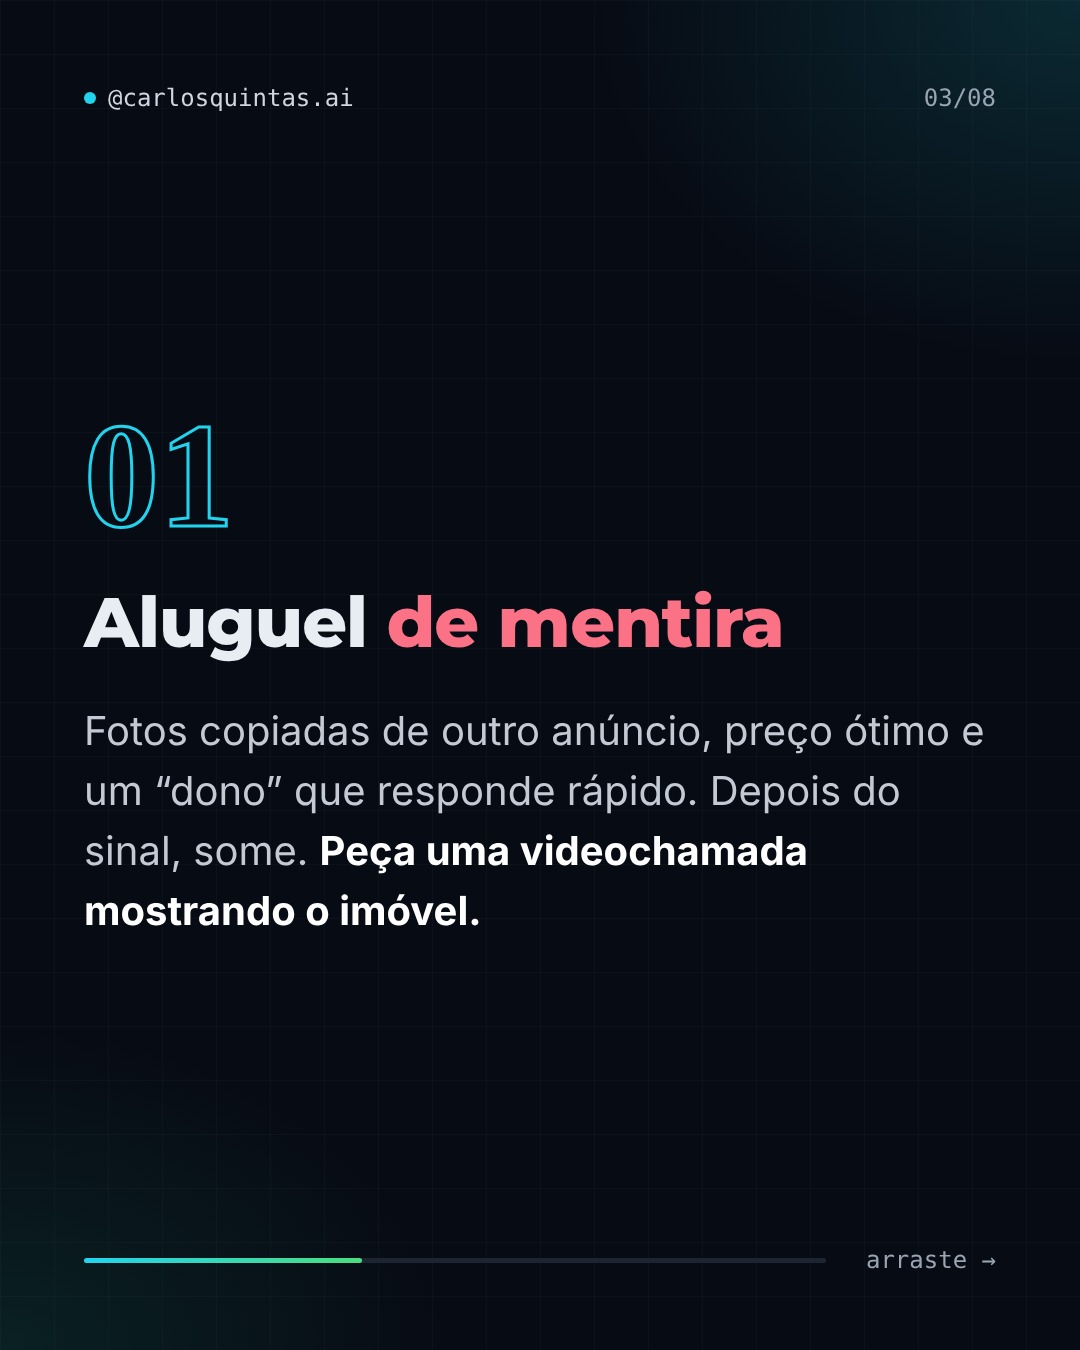 @carlosquintas.ai
03/08
01
Aluguel de mentira
Fotos copiadas de outro anúncio, preço ótimo e
um “dono” que responde rápido. Depois do
sinal, some. Peça uma videochamada
mostrando o imóvel.
arraste →